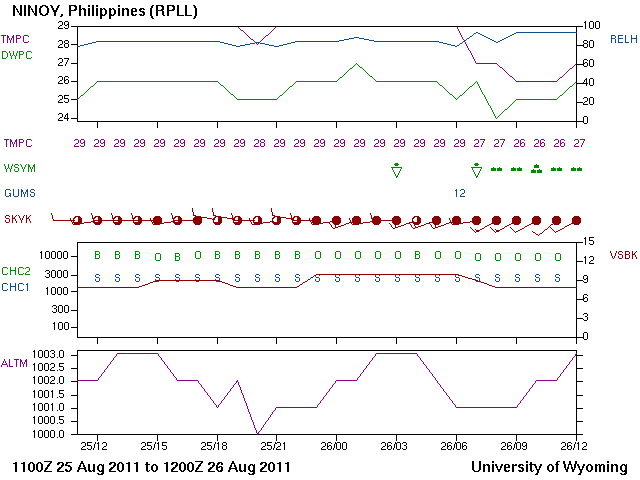 NINOY, Philippines (RPLL)
29 100
TMPC 28 80 RELH
DWPC 27 60
26 40
25 20
24 0
TMPC 29 29 29 29 29 29 29 29 29 28 29 29 29 29 29 29 29 29 29 29 27 27 26 26 26 27
WSYM
GUMS 12
SKYK
15
10000 B B B O B O B B B B B O O O O O B O O O O O O O 12 VSBK
CHC2 3000 S S S S S S S S S S S S S S S S S S S S S S S S 9
CHC1 1000 6
300 3
100
0
1003.0
ALTM 1002.5
1002.0
1001.5
1001.0
1000.5
1000.0
25/12 25/15 25/18 25/21 26/00 26/03 26/06 26/09 26/12
1100Z 25 Aug 2011 to 1200Z 26 Aug 2011 University of Wyoming